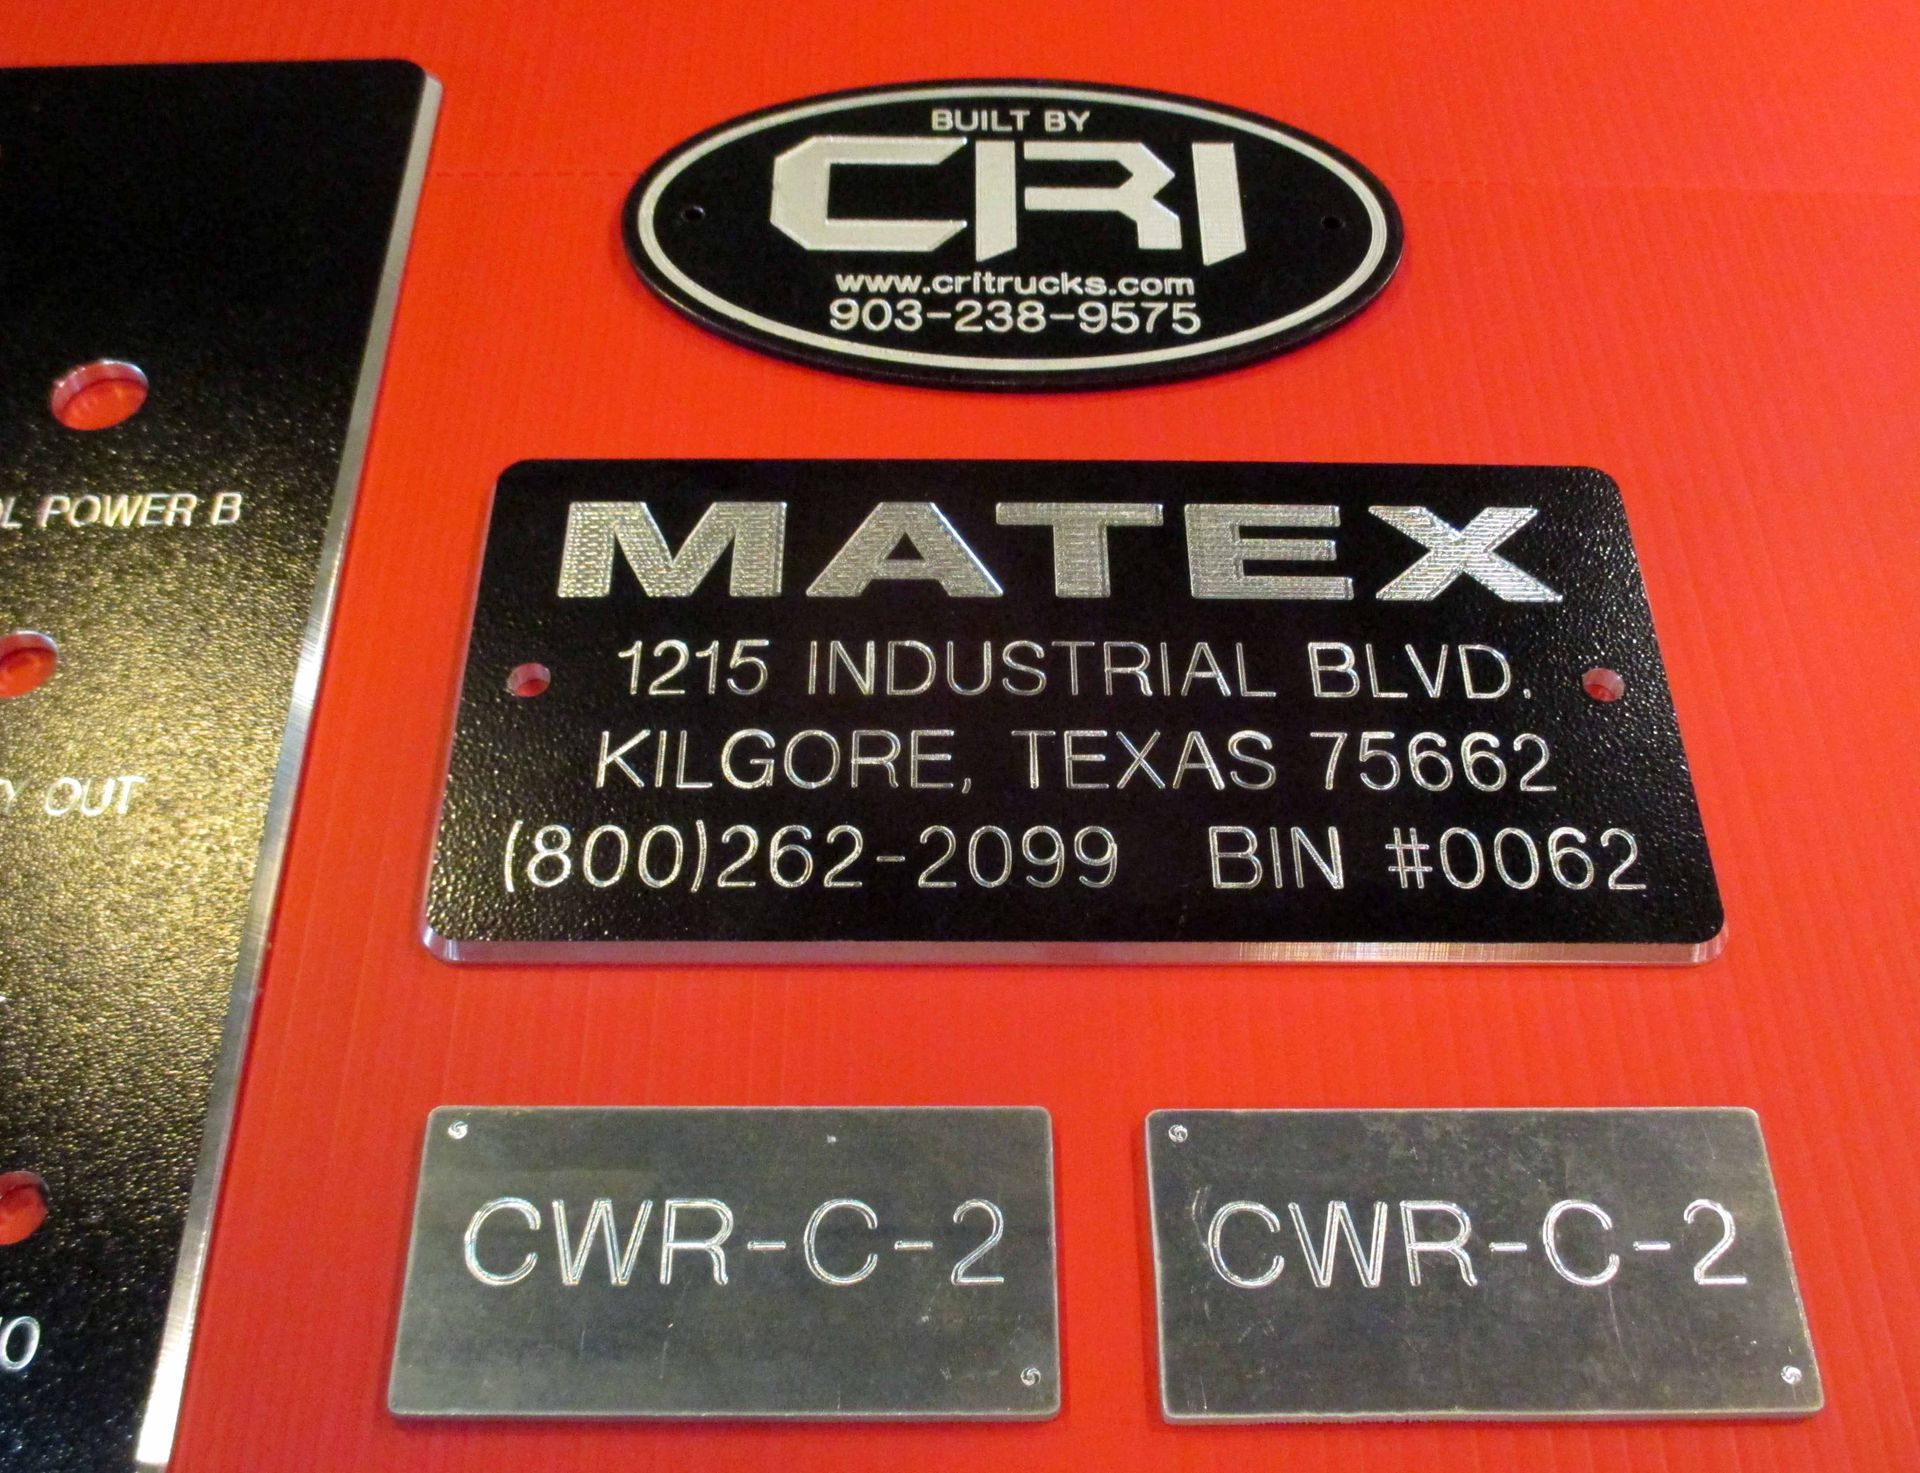 BUILT BY
CRI
www.critrucks.com
903-238-9575
MATEX
1215 INDUSTRIAL BLVD.
KILGORE, TEXAS 75662
(800)262-2099 BIN #0062
CWR-C-2
CWR-C-2
POWER B
OUT